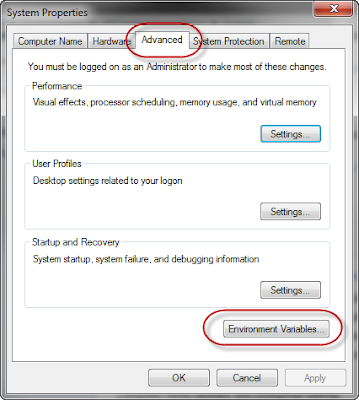 System Properties
Computer Name Hardware Advanced System Protection Remote
You must be logged on as an Administrator to make most of these changes.
Performance
Visual effects, processor scheduling, memory usage, and virtual memory
Settings...
User Profiles
Desktop settings related to your logon
Settings...
Startup and Recovery
System startup, system failure, and debugging information
Settings...
Environment Variables...
OK Cancel Apply